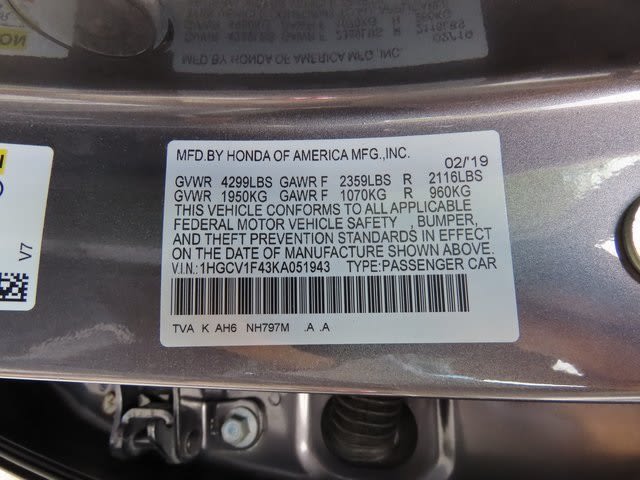 MFD.BY HONDA OF AMERICA MFG.,INC. 02/'19
GVWR 4299LBS GAWR F 2359LBS R 2116LBS
GVWR 1950KG GAWR F 1070KG R 960KG
THIS VEHICLE CONFORMS TO ALL APPLICABLE
FEDERAL MOTOR VEHICLE SAFETY , BUMPER,
AND THEFT PREVENTION STANDARDS IN EFFECT
ON THE DATE OF MANUFACTURE SHOWN ABOVE.
V.I.N.:1HGCV1F43KA051943 TYPE:PASSENGER CAR
TVA K AH6 NH797M .A .A
V7